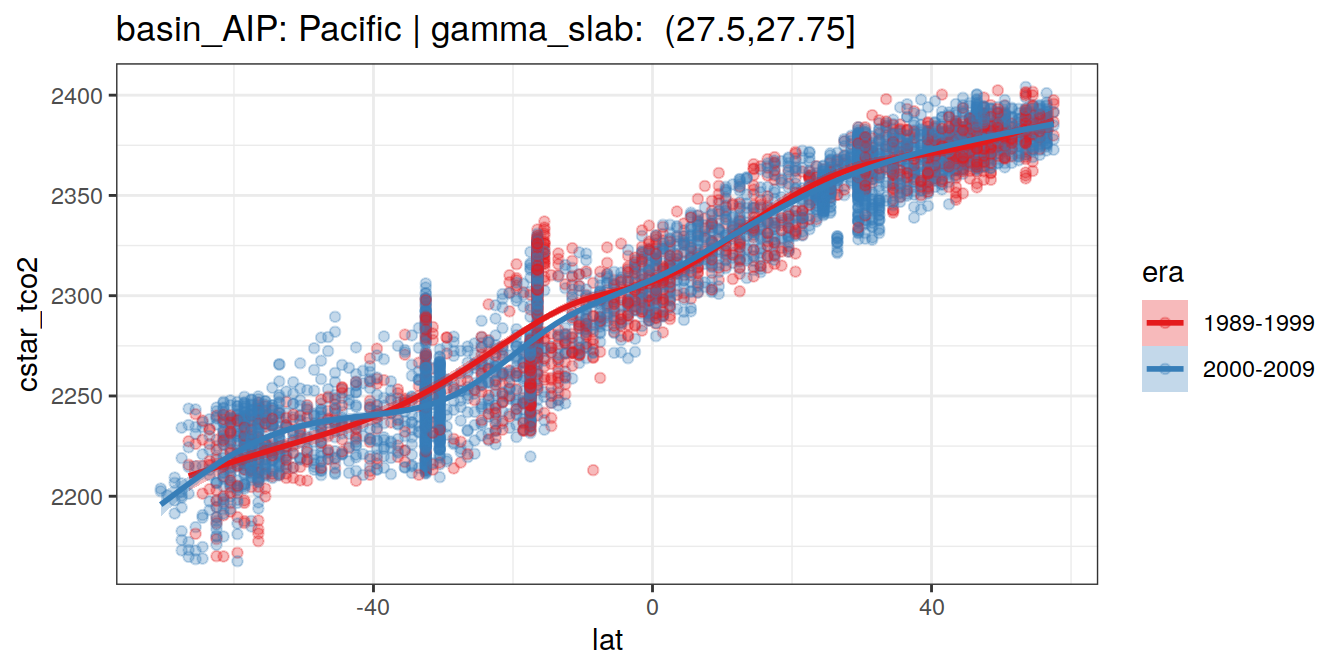 basin_AIP: Pacific | gamma_slab:  (27.5,27.75]
2400
2350
2300
2250
2200
cstar_tco2
-40
0
40
lat
era
1989-1999
2000-2009